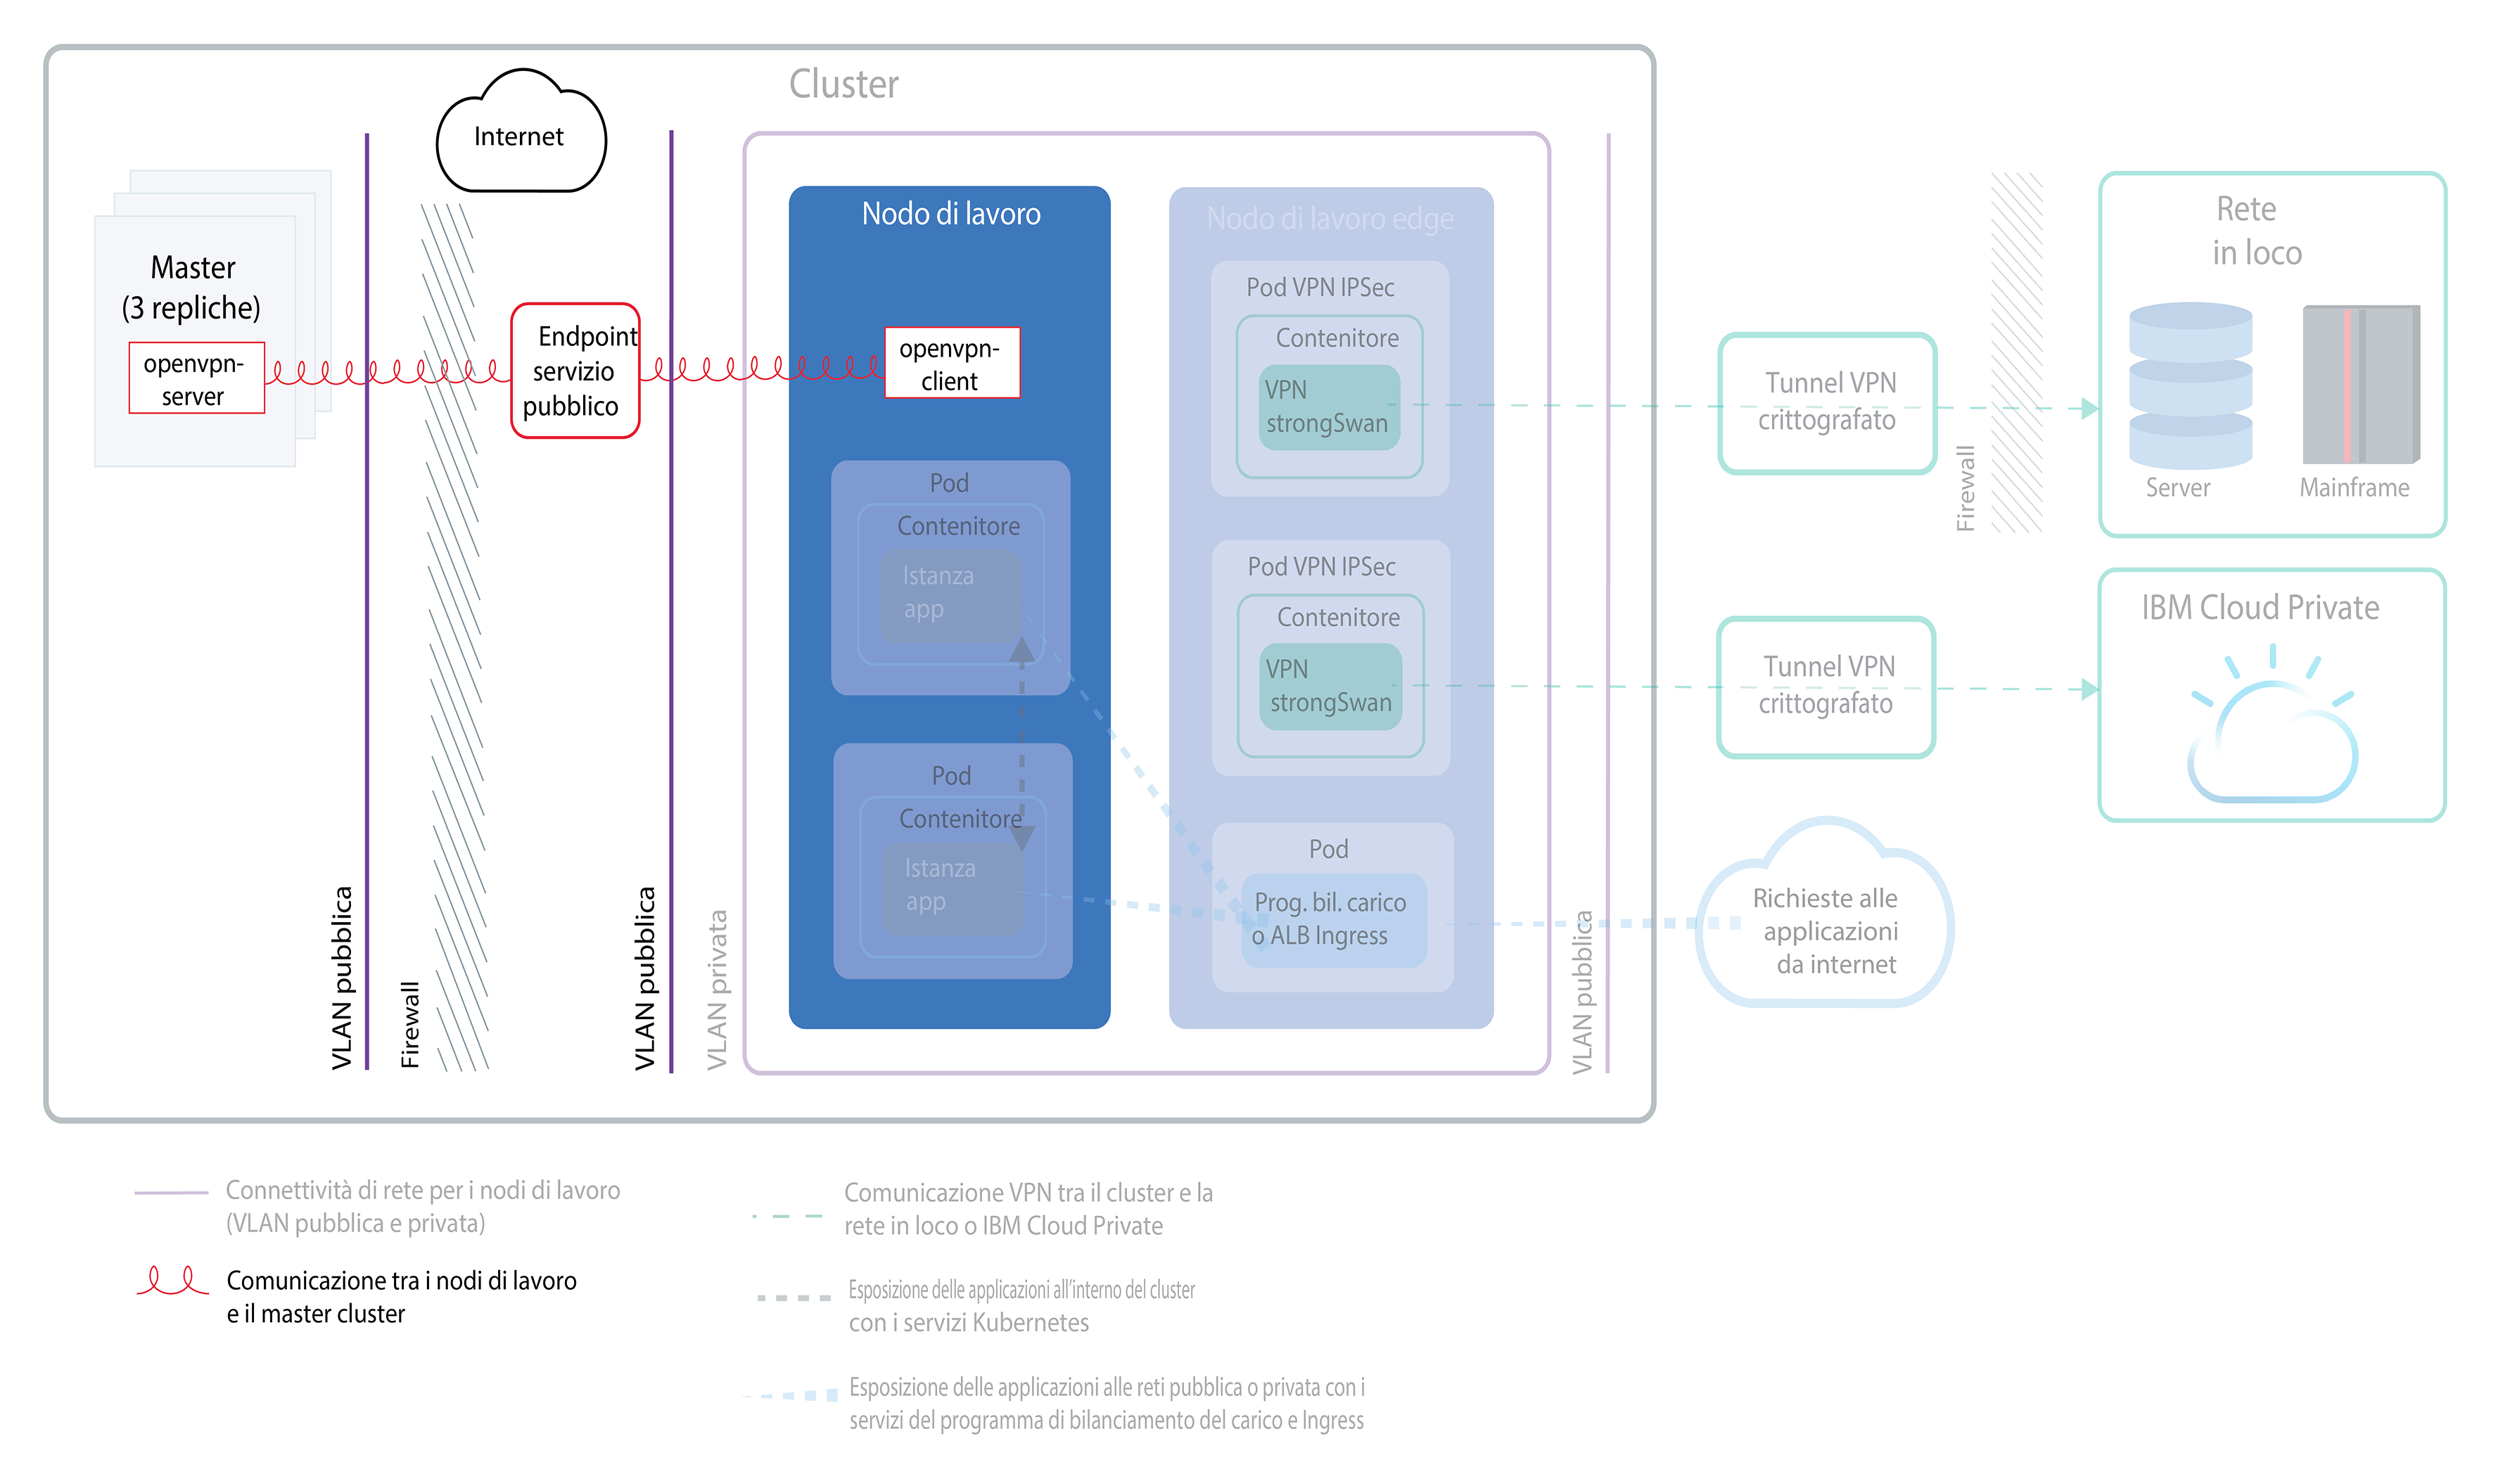 Cluster
Internet
Master
(3 repliche)
openvpn-
server
Endpoint
servizio
pubblico
VLAN pubblica
Firewall
VLAN pubblica
VLAN privata
Nodo di lavoro
openvpn-
client
Pod
Contenitore
Istanza
app
Pod
Contenitore
Istanza
app
Nodo di lavoro edge
Pod VPN IPSec
Contenitore
VPN
strongSwan
Pod VPN IPSec
Contenitore
VPN
strongSwan
Pod
Prog. bil. carico
o ALB Ingress
VLAN pubblica
Tunnel VPN
crittografato
Firewall
Rete
in loco
Server
Mainframe
Tunnel VPN
crittografato
IBM Cloud Private
Richieste alle
applicazioni
da internet
Connettività di rete per i nodi di lavoro
(VLAN pubblica e privata)
Comunicazione tra i nodi di lavoro
e il master cluster
Comunicazione VPN tra il cluster e la
rete in loco o IBM Cloud Private
Esposizione delle applicazioni all'interno del cluster
con i servizi Kubernetes
Esposizione delle applicazioni alle reti pubblica o privata con i
servizi del programma di bilanciamento del carico e Ingress